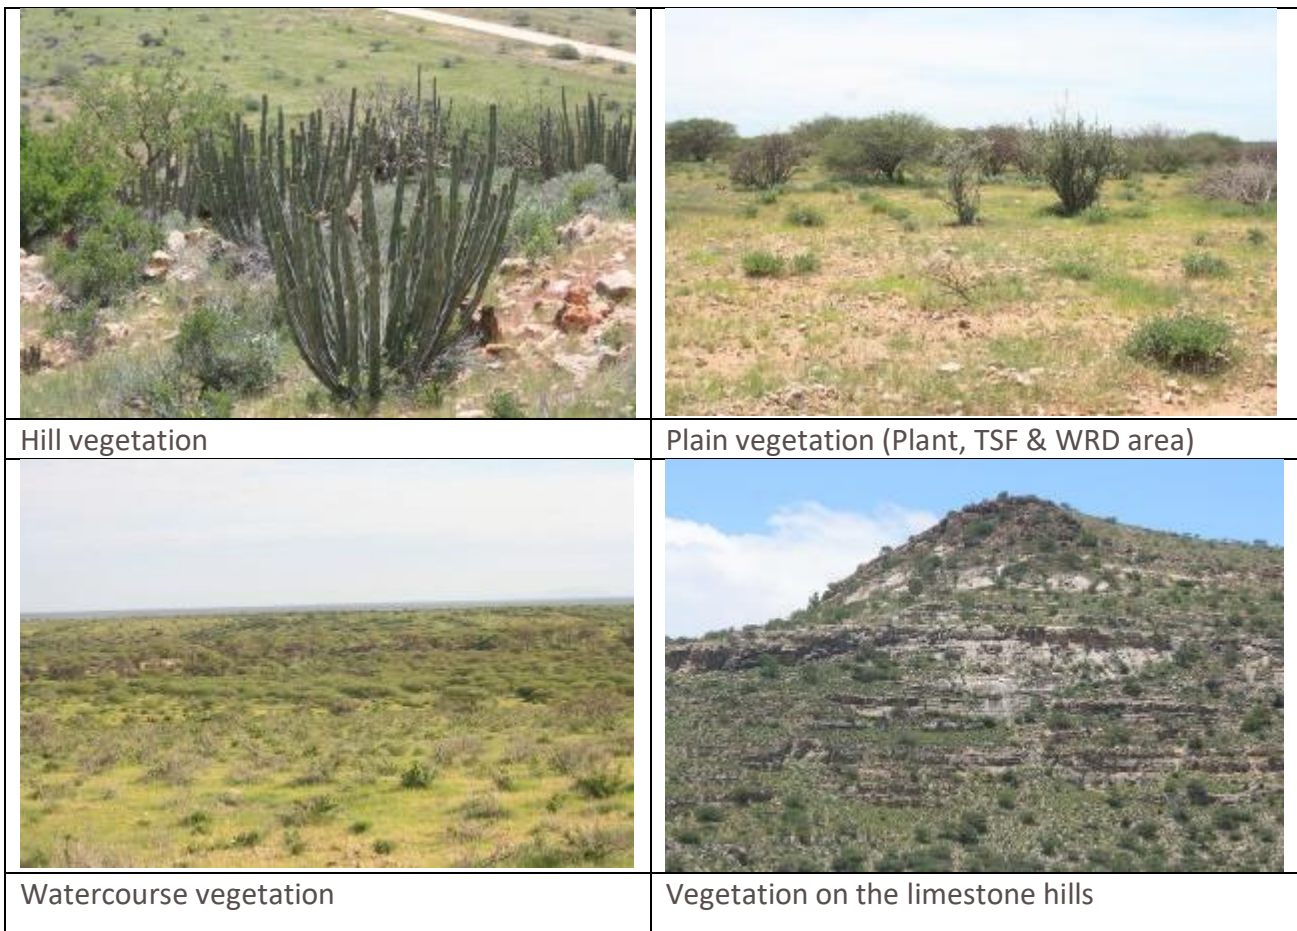 Hill vegetation
Plain vegetation (Plant, TSF & WRD area)
Watercourse vegetation
Vegetation on the limestone hills